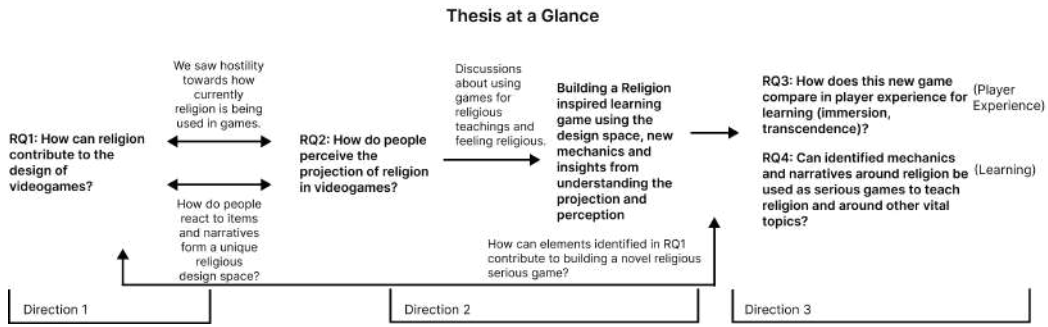 Thesis at a Glance
We saw hostility
towards how
currently
religion is being
used in games.
RQ1: How can religion
contribute to the
design of
videogames?
How do people
react to items
and narratives
form a unique
religious
design space?
RQ2: How do people
perceive the
projection of religion
in videogames?
Discussions
about using
games for
religious
teachings and
feeling religious.
Building a Religion
inspired learning
game using the
design space, new
mechanics and
insights from
understanding the
projection and
perception
How can elements identified in RQ1
contribute to building a novel religious
serious game?
RQ3: How does this new game
compare in player experience for
learning (immersion,
transcendence)?
(Player
Experience)
RQ4: Can identified mechanics
and narratives around religion be
used as serious games to teach
religion and around other vital
topics?
(Learning)
Direction 1
Direction 2
Direction 3